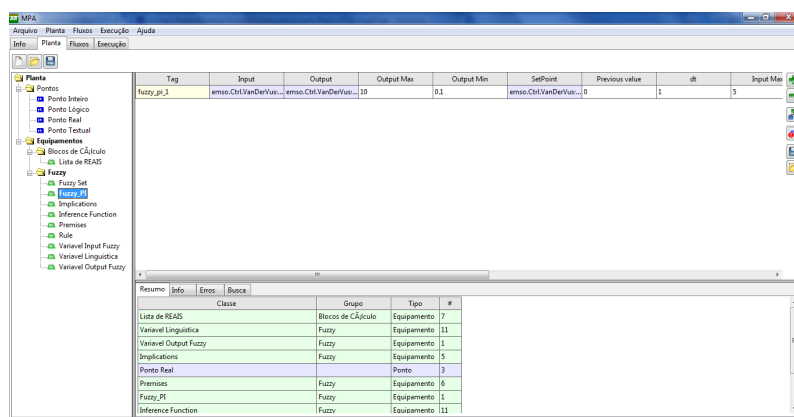 MPA
Arquivo Planta Fluxos Execução Ajuda
Info Planta Fluxos Execução
Planta
Pontos
Ponto Inteiro
Ponto Lógico
Ponto Real
Ponto Textual
Equipamentos
Blocos de CÃ¡lculo
Lista de REAIS
Fuzzy
Fuzzy Set
Fuzzy_PI
Implications
Inference Function
Premises
Rule
Variavel Input Fuzzy
Variavel Linguistica
Variavel Output Fuzzy
Tag Input Output Output Max Output Min SetPoint Previous value dt Input Max
fuzzy_pi_1 emso.Ctrl.VanDerVus... emso.Ctrl.VanDerVus... 10 0.1 emso.Ctrl.VanDerVus... 0 1 5
Resumo Info Erros Busca
Classe Grupo Tipo #
Lista de REAIS Blocos de CÃ¡lculo Equipamento 7
Variavel Linguistica Fuzzy Equipamento 11
Variavel Output Fuzzy Fuzzy Equipamento 1
Implications Fuzzy Equipamento 5
Ponto Real Ponto 3
Premises Fuzzy Equipamento 6
Fuzzy_PI Fuzzy Equipamento 1
Inference Function Fuzzy Equipamento 11